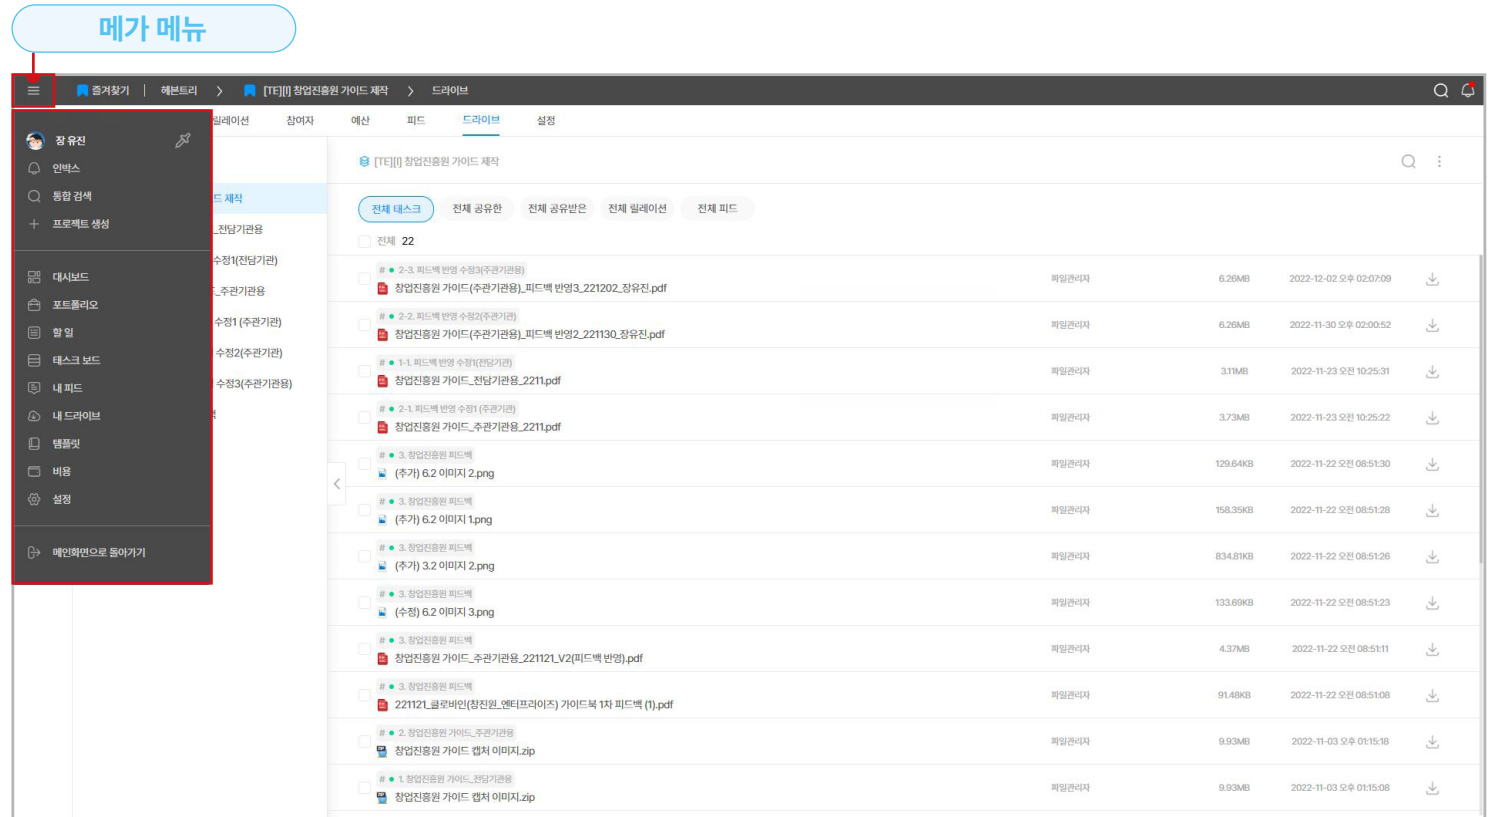 메가 메뉴
즐겨찾기 | 헤븐트리 > [TE][I] 창업진흥원 가이드 제작 > 드라이브
릴레이션 참여자 예산 피드 드라이브 설정
장유진
인박스
통합 검색
프로젝트 생성
대시보드
포트폴리오
할 일
태스크 보드
내 피드
내 드라이브
템플릿
비용
설정
메인화면으로 돌아가기
드 제작
_전담기관용
수정1(전담기관)
_주관기관용
수정1 (주관기관)
수정2(주관기관)
수정3(주관기관용)
[TE][I] 창업진흥원 가이드 제작
전체 태스크 전체 공유한 전체 공유받은 전체 릴레이션 전체 피드
전체 22
# 2-3. 피드백 반영 수정3(주관기관용)
창업진흥원 가이드(주관기관용)_피드백 반영3_221202_장유진.pdf 파일관리자 6.26MB 2022-12-02 오후 02:07:09
# 2-2. 피드백 반영 수정2(주관기관)
창업진흥원 가이드(주관기관용)_피드백 반영2_221130_장유진.pdf 파일관리자 6.26MB 2022-11-30 오후 02:00:52
# 1-1. 피드백 반영 수정1(전담기관)
창업진흥원 가이드_전담기관용_2211.pdf 파일관리자 3.11MB 2022-11-23 오전 10:25:31
# 2-1. 피드백 반영 수정1 (주관기관)
창업진흥원 가이드_주관기관용_2211.pdf 파일관리자 3.73MB 2022-11-23 오전 10:25:22
# 3. 창업진흥원 피드백
(추가) 6.2 이미지 2.png 파일관리자 129.64KB 2022-11-22 오전 08:51:30
# 3. 창업진흥원 피드백
(추가) 6.2 이미지 1.png 파일관리자 158.35KB 2022-11-22 오전 08:51:28
# 3. 창업진흥원 피드백
(추가) 3.2 이미지 2.png 파일관리자 834.81KB 2022-11-22 오전 08:51:26
# 3. 창업진흥원 피드백
(수정) 6.2 이미지 3.png 파일관리자 133.69KB 2022-11-22 오전 08:51:23
# 3. 창업진흥원 피드백
창업진흥원 가이드_주관기관용_221121_V2(피드백 반영).pdf 파일관리자 4.37MB 2022-11-22 오전 08:51:11
# 3. 창업진흥원 피드백
221121_클로바인(창진원_엔터프라이즈) 가이드북 1차 피드백 (1).pdf 파일관리자 91.48KB 2022-11-22 오전 08:51:08
# 2. 창업진흥원 가이드_주관기관용
창업진흥원 가이드 캡처 이미지.zip 파일관리자 9.93MB 2022-11-03 오후 01:15:18
# 1. 창업진흥원 가이드_전담기관용
창업진흥원 가이드 캡처 이미지.zip 파일관리자 9.93MB 2022-11-03 오후 01:15:08